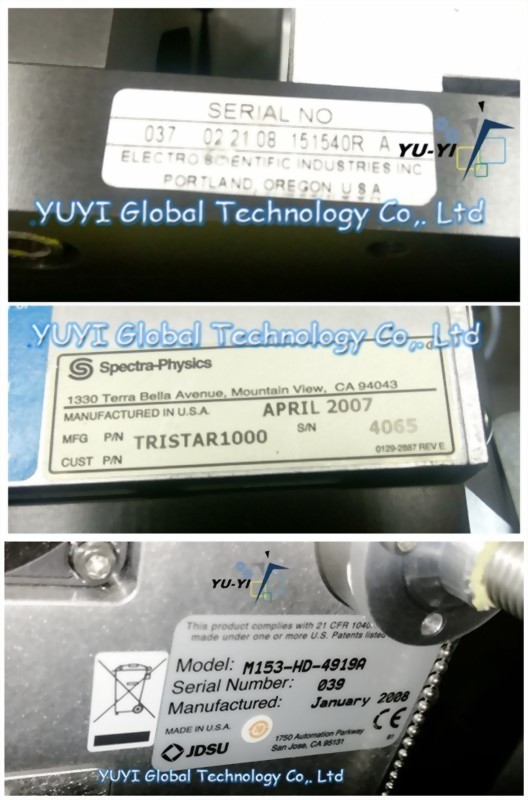 SERIAL NO
037 02 21 08 151540R A
ELECTRO SCIENTIFIC INDUSTRIES INC
PORTLAND, OREGON U S A
YU-YI
YUYI Global Technology Co,. Ltd
YUYI Global Technology Co,. Ltd
Spectra-Physics
1330 Terra Bella Avenue, Mountain View, CA 94043
MANUFACTURED IN U.S.A. APRIL 2007
MFG P/N TRISTAR1000 S/N 4065
CUST P/N 0129-2887 REV E
YU-YI
This product complies with 21 CFR 1040
made under one or more U.S. Patents listed
Model: M153-HD-4919A
Serial Number: 039
Manufactured: January 2008
MADE IN U.S.A. 10 CE
JDSU 1750 Automation Parkway
San Jose, CA 95131
YUYI Global Technology Co,. Ltd